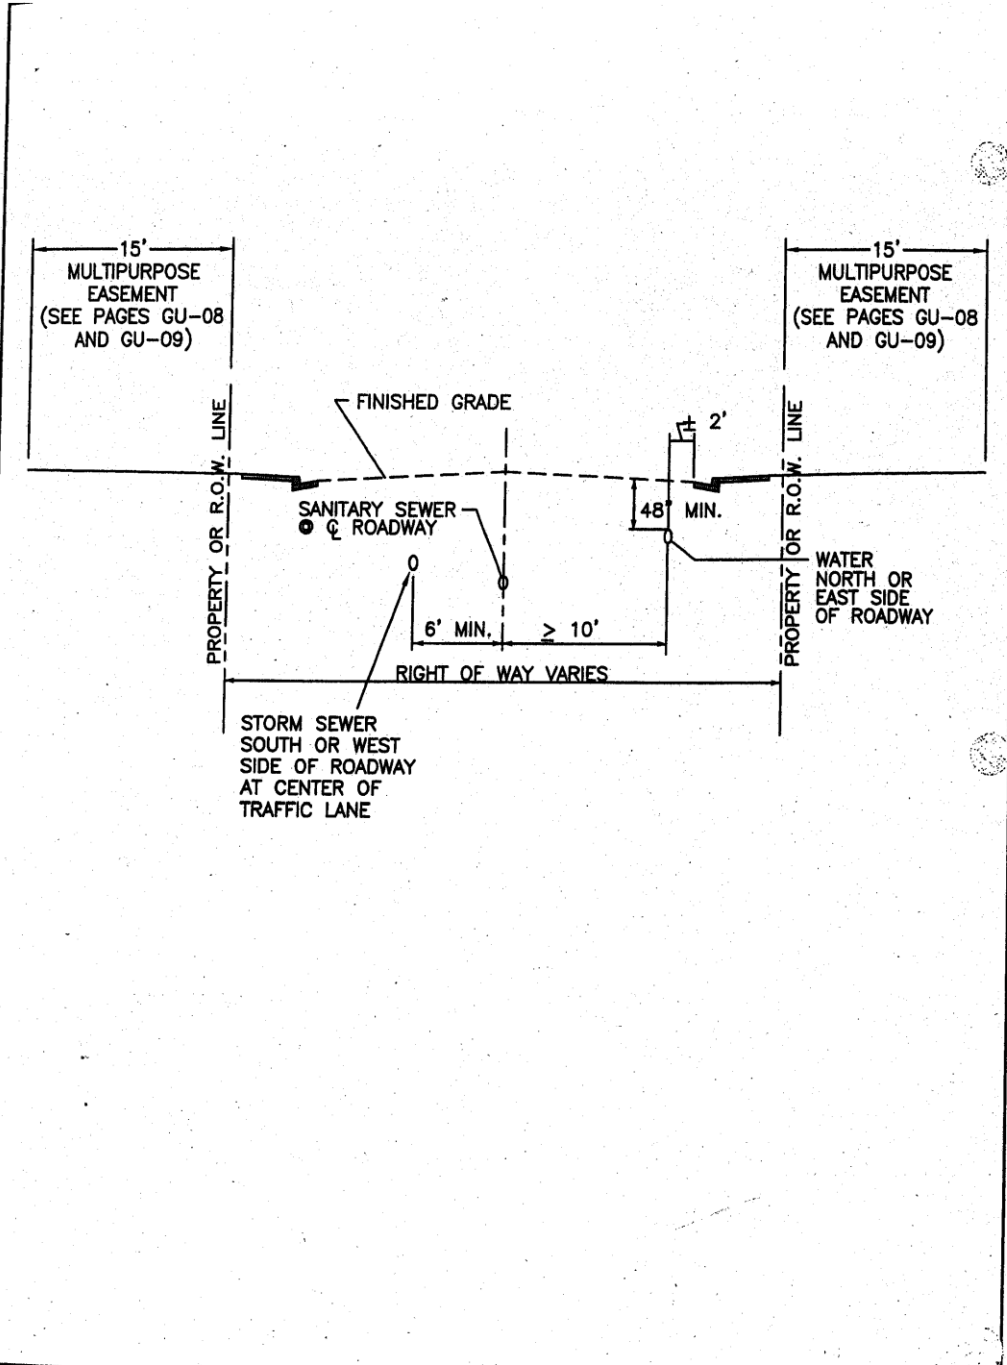 15'
MULTIPURPOSE
EASEMENT
(SEE PAGES GU-08
AND GU-09)
15'
MULTIPURPOSE
EASEMENT
(SEE PAGES GU-08
AND GU-09)
PROPERTY OR R.O.W. LINE
FINISHED GRADE
± 2'
PROPERTY OR R.O.W. LINE
SANITARY SEWER
@ ℄ ROADWAY
48" MIN.
WATER
NORTH OR
EAST SIDE
OF ROADWAY
6' MIN.
≥ 10'
RIGHT OF WAY VARIES
STORM SEWER
SOUTH OR WEST
SIDE OF ROADWAY
AT CENTER OF
TRAFFIC LANE